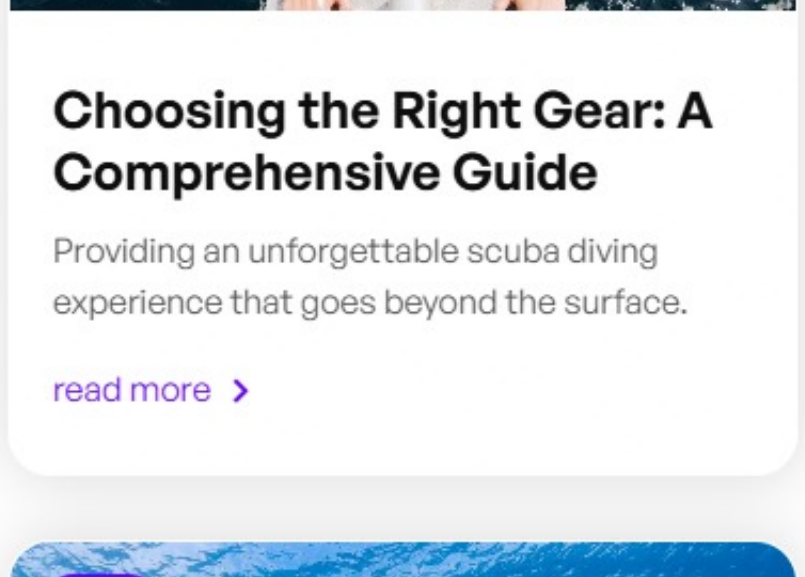 Choosing the Right Gear: A
Comprehensive Guide
Providing an unforgettable scuba diving
experience that goes beyond the surface.
read more